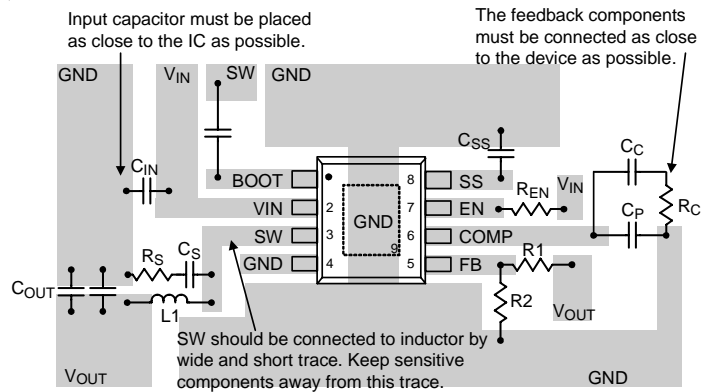 Input capacitor must be placed
as close to the IC as possible.
The feedback components
must be connected as close
to the device as possible.
GND
VIN
SW
GND
CSS
CIN
BOOT
8
SS
CC
REN
VIN
VIN
2
7
EN
RC
GND
CP
SW
3
6
COMP
RS
CS
9
GND
4
5
FB
R1
COUT
L1
R2
VOUT
SW should be connected to inductor by
wide and short trace. Keep sensitive
components away from this trace.
VOUT
GND